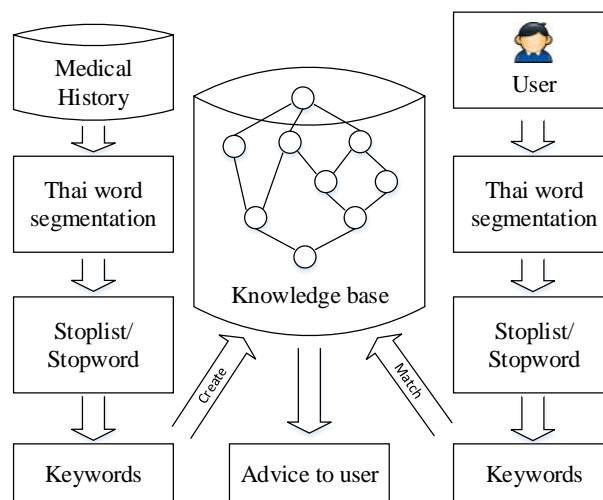 Medical
History
Thai word
segmentation
Stoplist/
Stopword
Keywords
Create
Knowledge base
Advice to user
Match
User
Thai word
segmentation
Stoplist/
Stopword
Keywords